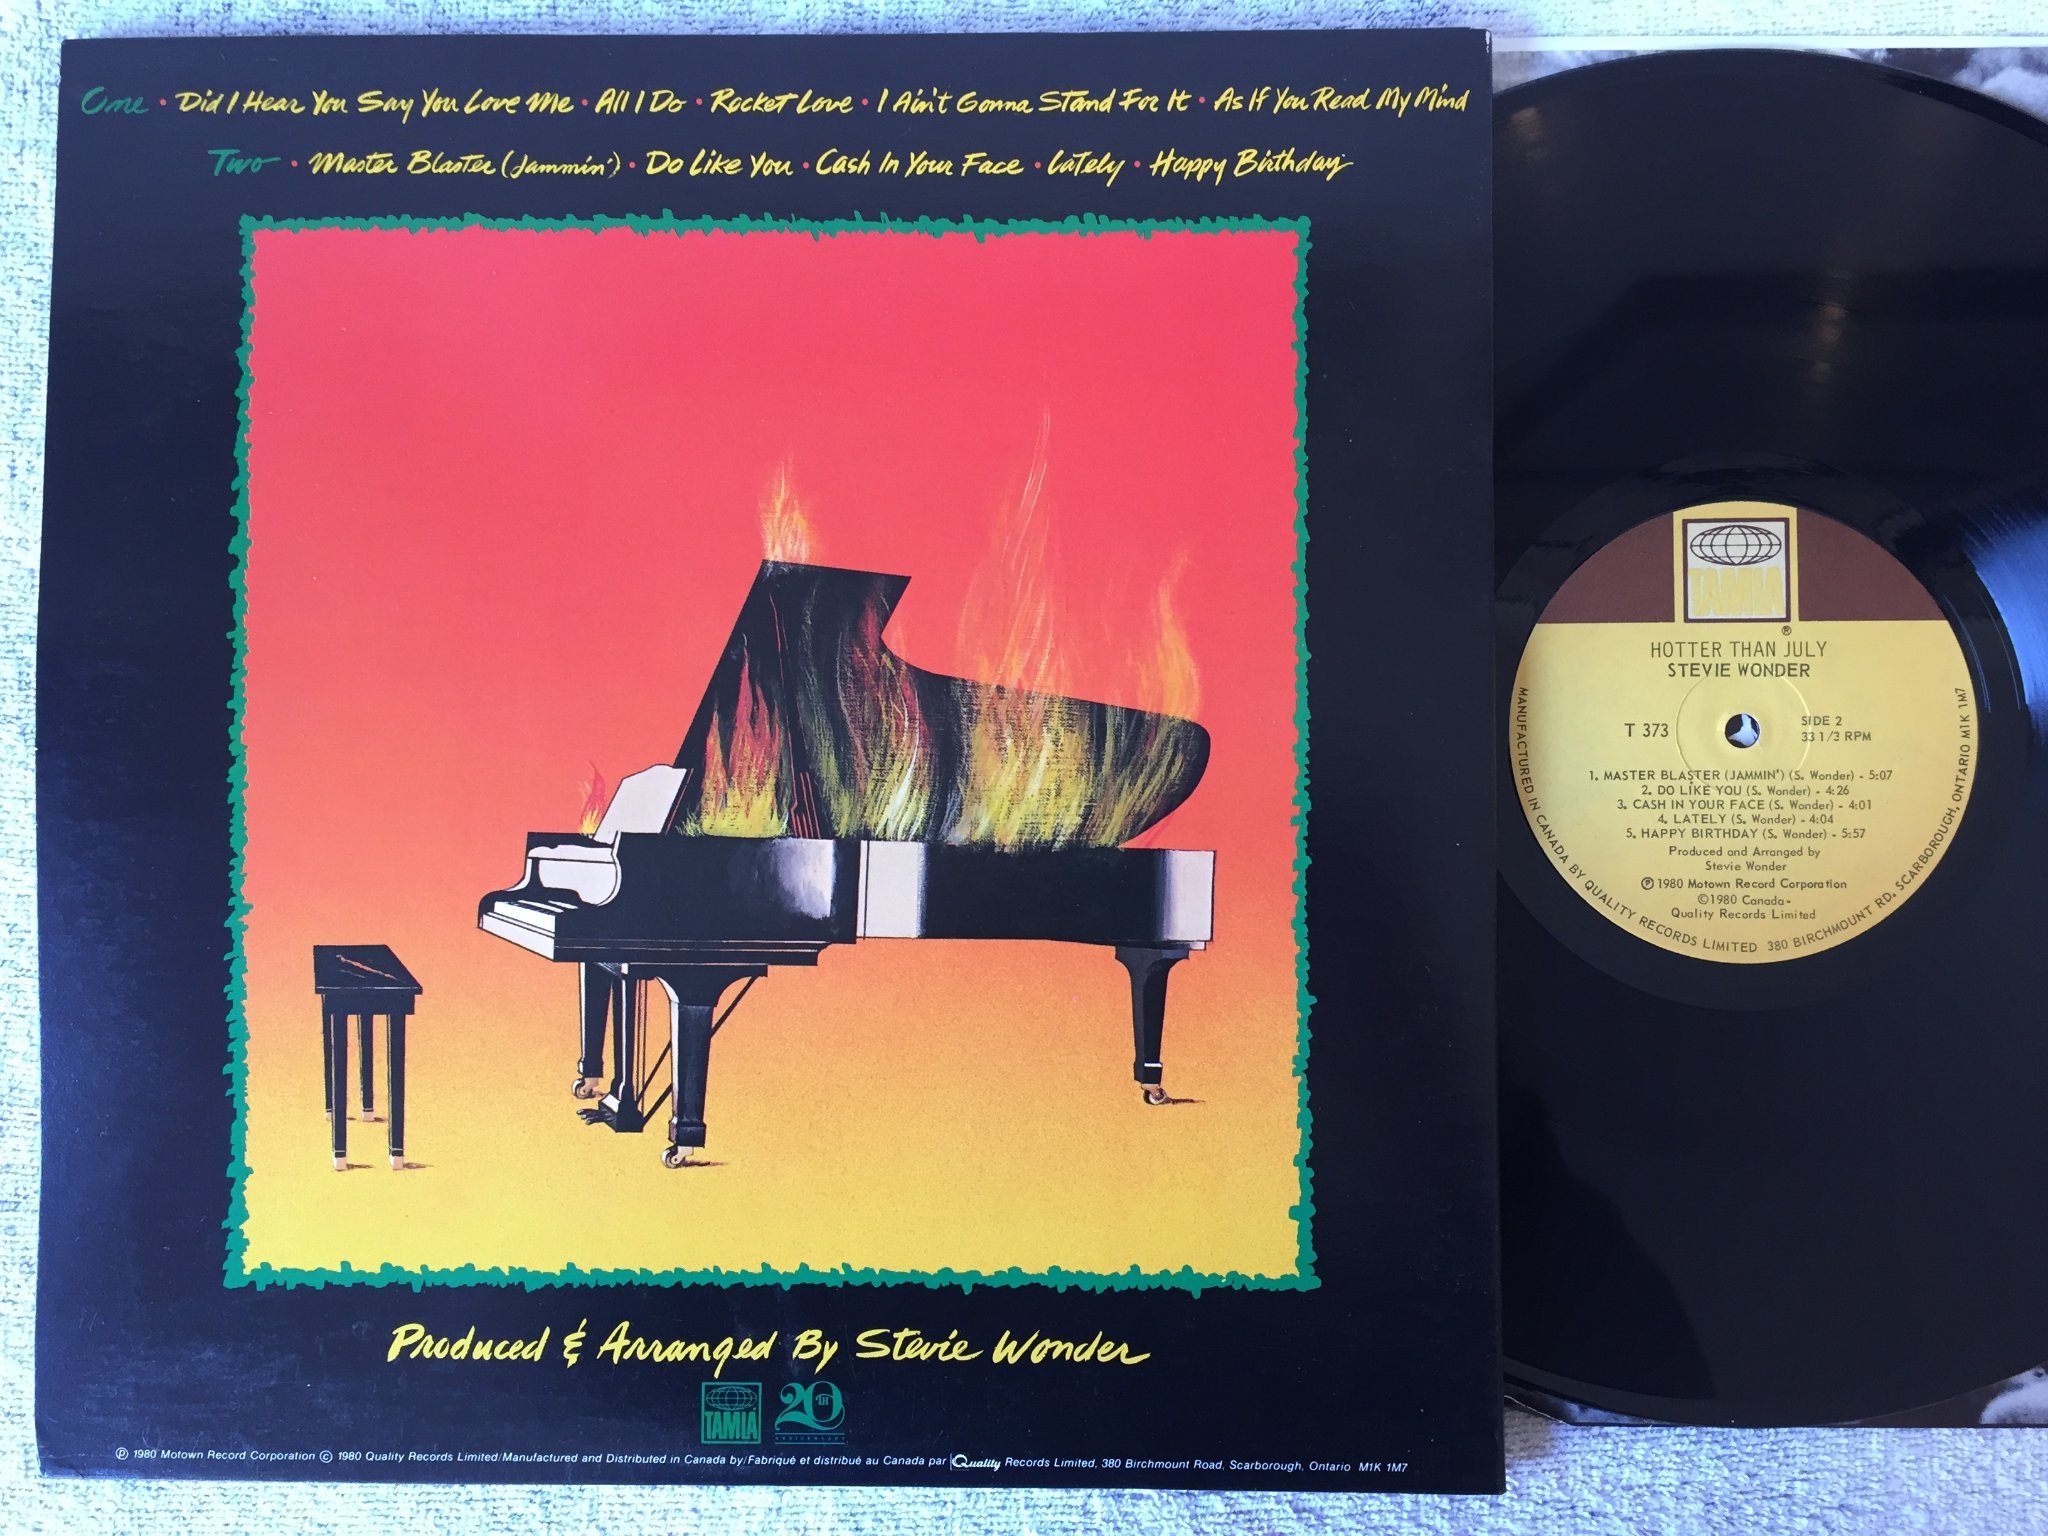 One • Did I Hear You Say You Love Me • All I Do • Rocket Love • I Ain't Gonna Stand For It • As If You Read My Mind
Two • Master Blaster (Jammin') • Do Like You • Cash In Your Face • Lately • Happy Birthday
Produced & Arranged By Stevie Wonder
TAMLA
20TH
ANNIVERSARY
℗ 1980 Motown Record Corporation © 1980 Quality Records Limited/Manufactured and Distributed in Canada by/Fabriqué et distribué au Canada par Quality Records Limited, 380 Birchmount Road, Scarborough, Ontario M1K 1M7
TAMLA
®
HOTTER THAN JULY
STEVIE WONDER
T 373
SIDE 2
33 1/3 RPM
1. MASTER BLASTER (JAMMIN') (S. Wonder) - 5:07
2. DO LIKE YOU (S. Wonder) - 4:26
3. CASH IN YOUR FACE (S. Wonder) - 4:01
4. LATELY (S. Wonder) - 4:04
5. HAPPY BIRTHDAY (S. Wonder) - 5:57
Produced and Arranged by
Stevie Wonder
℗ 1980 Motown Record Corporation
©1980 Canada-
Quality Records Limited
MANUFACTURED IN CANADA BY QUALITY RECORDS LIMITED 380 BIRCHMOUNT RD. SCARBOROUGH, ONTARIO M1K 1M7